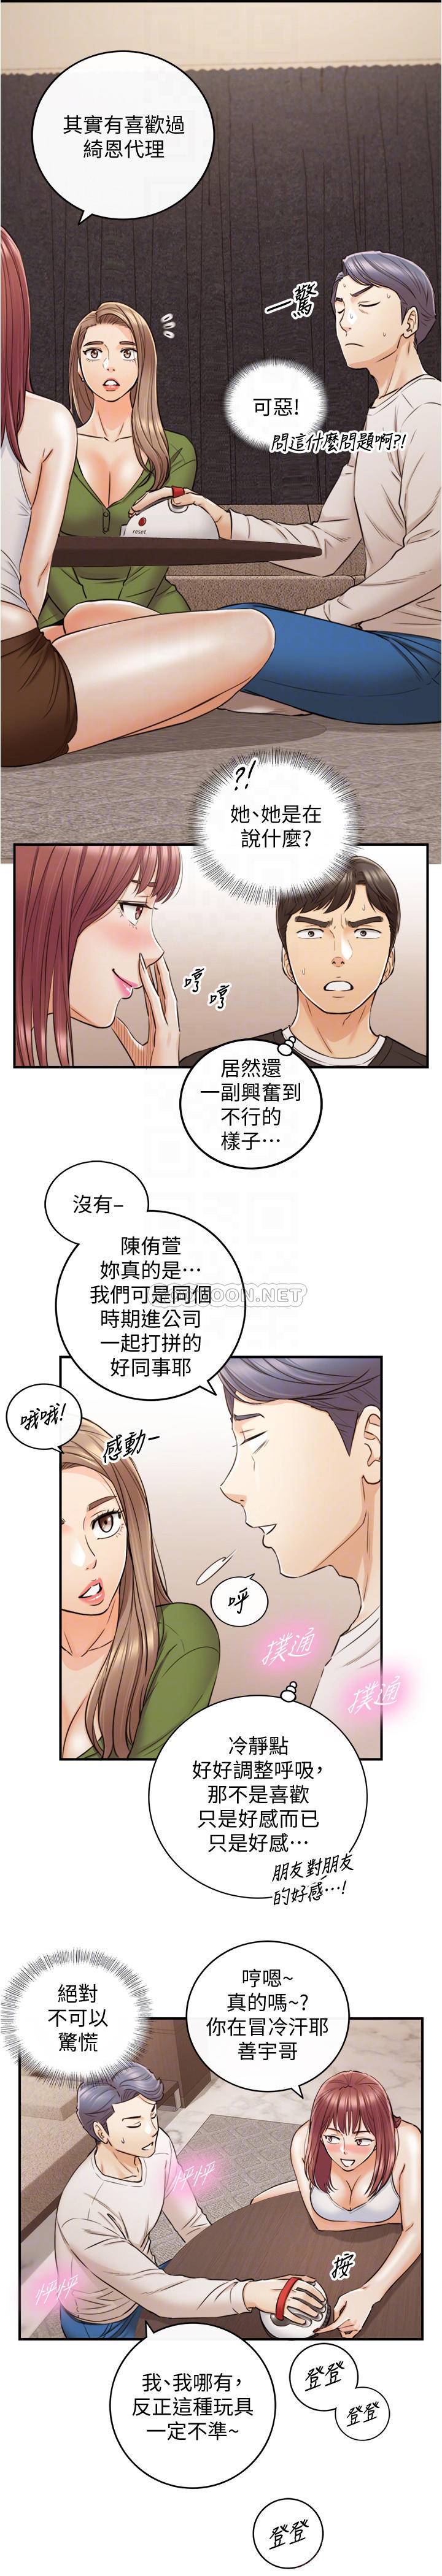 其實有喜歡過
綺恩代理
一驚
可惡!
問這什麼問題啊?!
reset
?!
她、她是在
說什麼?
哼
哼
居然還
一副興奮到
不行的
樣子…
沒有–
陳侑萱
妳真的是…
我們可是同個
時期進公司
一起打拼的
好同事耶
哦哦!
感動–
呼
撲通
撲通
冷靜點
好好調整呼吸,
那不是喜歡
只是好感而已
只是好感…
朋友對朋友
的好感…!
絕對
不可以
驚慌
哼嗯~
真的嗎~?
你在冒冷汗耶
善宇哥
怦怦
怦怦
按
我、我哪有,
反正這種玩具
一定不準~
登登
登登
登登